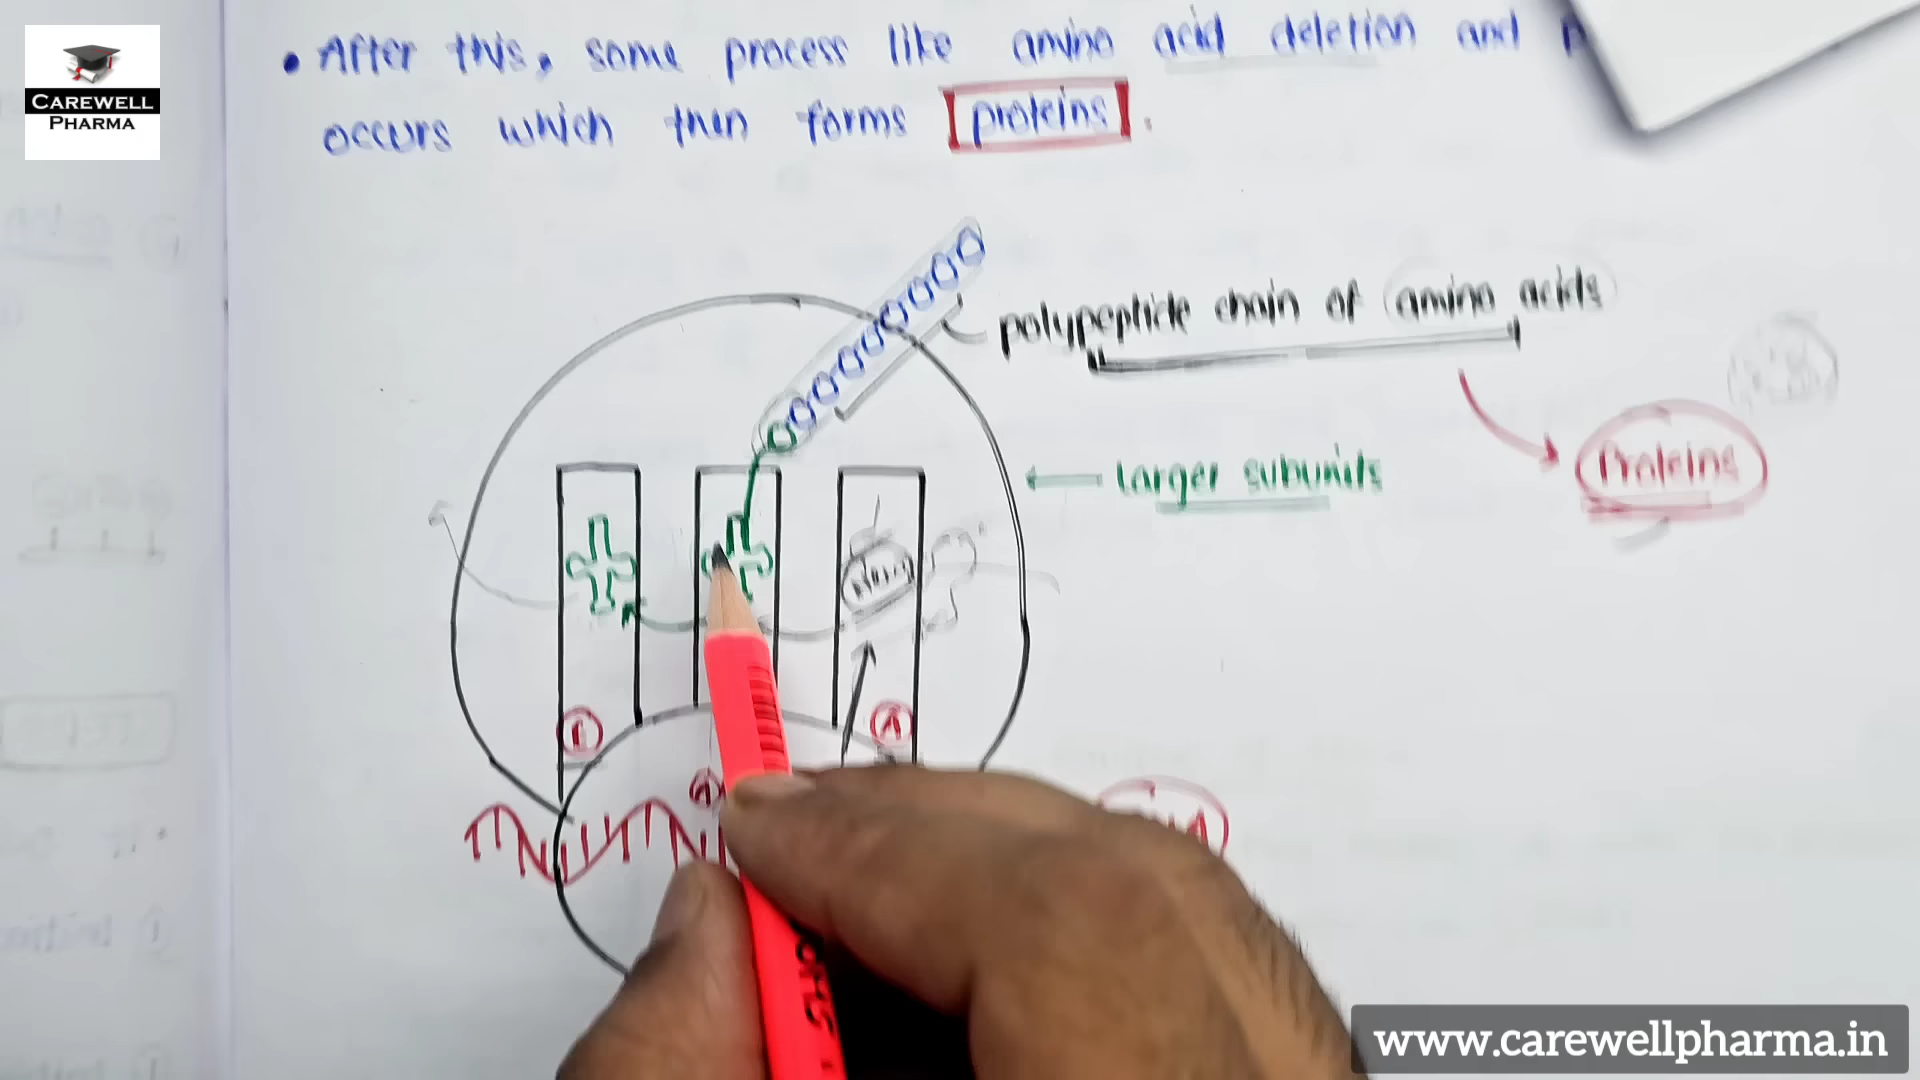 CAREWELL
PHARMA
• After this, some process like amino acid deletion and
occurs which then forms proteins.
polypeptide chain of amino acids
Larger subunits
Proteins
E
A
www.carewellpharma.in